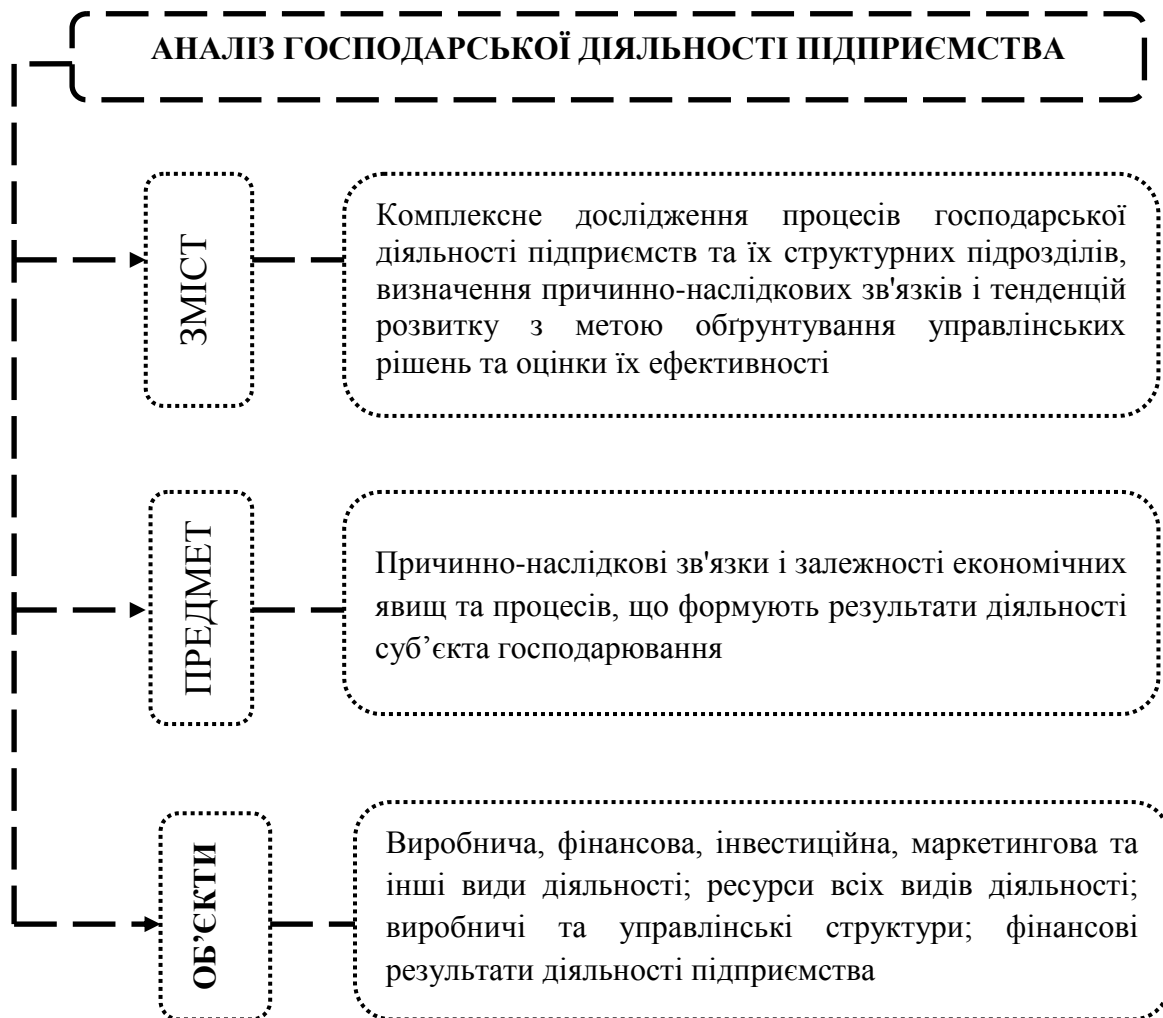 АНАЛІЗ ГОСПОДАРСЬКОЇ ДІЯЛЬНОСТІ ПІДПРИЄМСТВА
ЗМІСТ
Комплексне дослідження процесів господарської
діяльності підприємств та їх структурних підрозділів,
визначення причинно-наслідкових зв'язків і тенденцій
розвитку з метою обґрунтування управлінських
рішень та оцінки їх ефективності
ПРЕДМЕТ
Причинно-наслідкові зв'язки і залежності економічних
явищ та процесів, що формують результати діяльності
суб’єкта господарювання
ОБ’ЄКТИ
Виробнича, фінансова, інвестиційна, маркетингова та
інші види діяльності; ресурси всіх видів діяльності;
виробничі та управлінські структури; фінансові
результати діяльності підприємства